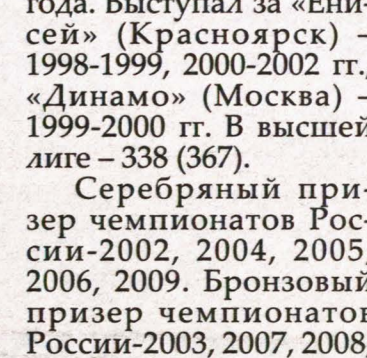 года. Выступал за «Ени-
сей» (Красноярск) –
1998-1999, 2000-2002 гг.,
«Динамо» (Москва) –
1999-2000 гг. В высшей
лиге – 338 (367).
Серебряный при-
зер чемпионатов Рос-
сии-2002, 2004, 2005,
2006, 2009. Бронзовый
призер чемпионатов
России-2003, 2007, 2008